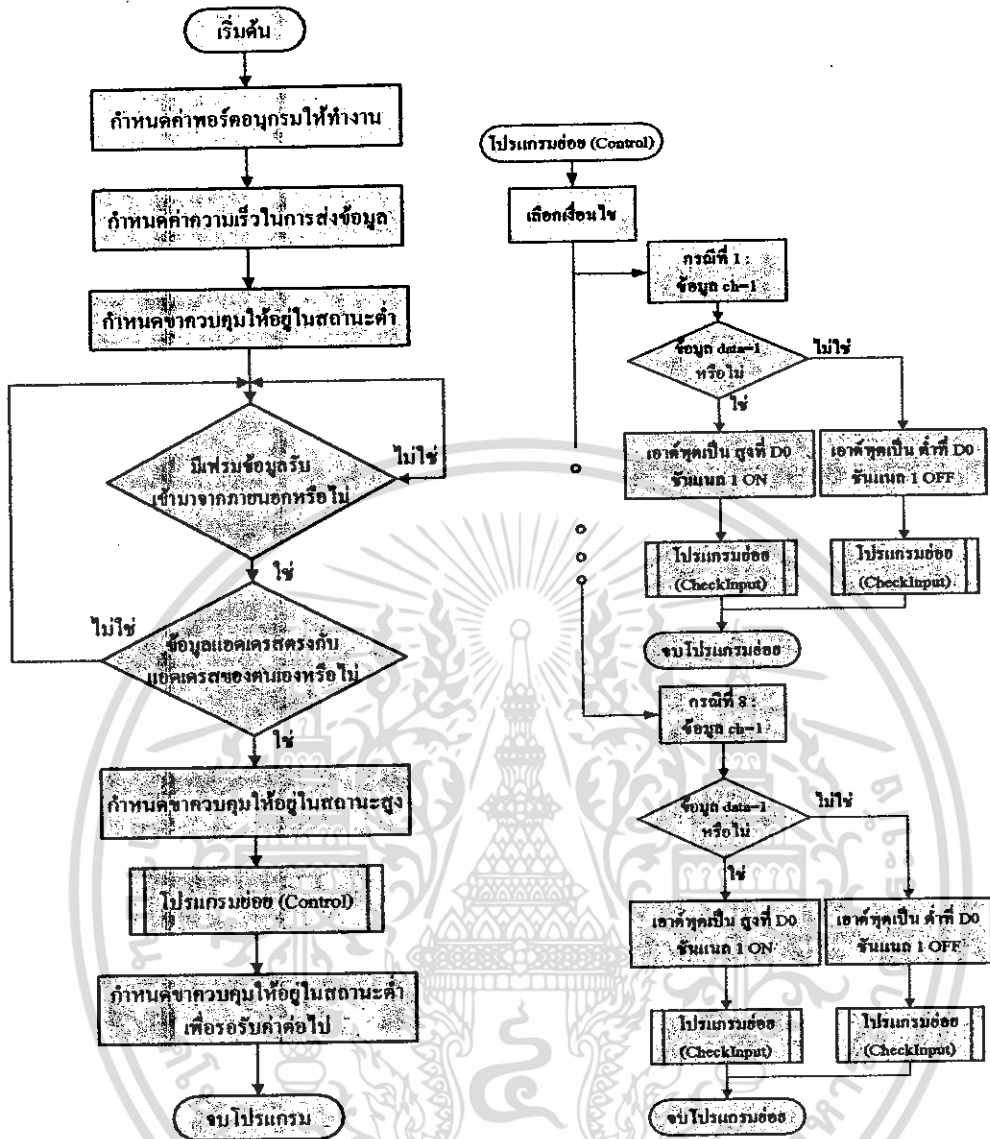 เริ่มต้น
กำหนดค่าพอร์ตอนุกรมให้ทำงาน
กำหนดค่าความเร็วในการส่งข้อมูล
กำหนดขาควบคุมให้อยู่ในสถานะต่ำ
มีเฟรมข้อมูลรับ
เข้ามาจากภายนอกหรือไม่
ไม่ใช่
ใช่
ข้อมูลแอดเดรสตรงกับ
แอดเดรสของตนเองหรือไม่
ไม่ใช่
ใช่
กำหนดขาควบคุมให้อยู่ในสถานะสูง
โปรแกรมย่อย (Control)
กำหนดขาควบคุมให้อยู่ในสถานะต่ำ
เพื่อรอรับค่าต่อไป
จบโปรแกรม
โปรแกรมย่อย (Control)
เลือกเงื่อนไข
กรณีที่ 1 :
ข้อมูล ch=1
ข้อมูล data=1
หรือไม่
ไม่ใช่
ใช่
เอาต์พุตเป็น สูงที่ D0
ชันแนล 1 ON
เอาต์พุตเป็น ต่ำที่ D0
ชันแนล 1 OFF
โปรแกรมย่อย
(CheckInput)
โปรแกรมย่อย
(CheckInput)
จบโปรแกรมย่อย
กรณีที่ 8 :
ข้อมูล ch=1
ข้อมูล data=1
หรือไม่
ไม่ใช่
ใช่
เอาต์พุตเป็น สูงที่ D0
ชันแนล 1 ON
เอาต์พุตเป็น ต่ำที่ D0
ชันแนล 1 OFF
โปรแกรมย่อย
(CheckInput)
โปรแกรมย่อย
(CheckInput)
จบโปรแกรมย่อย